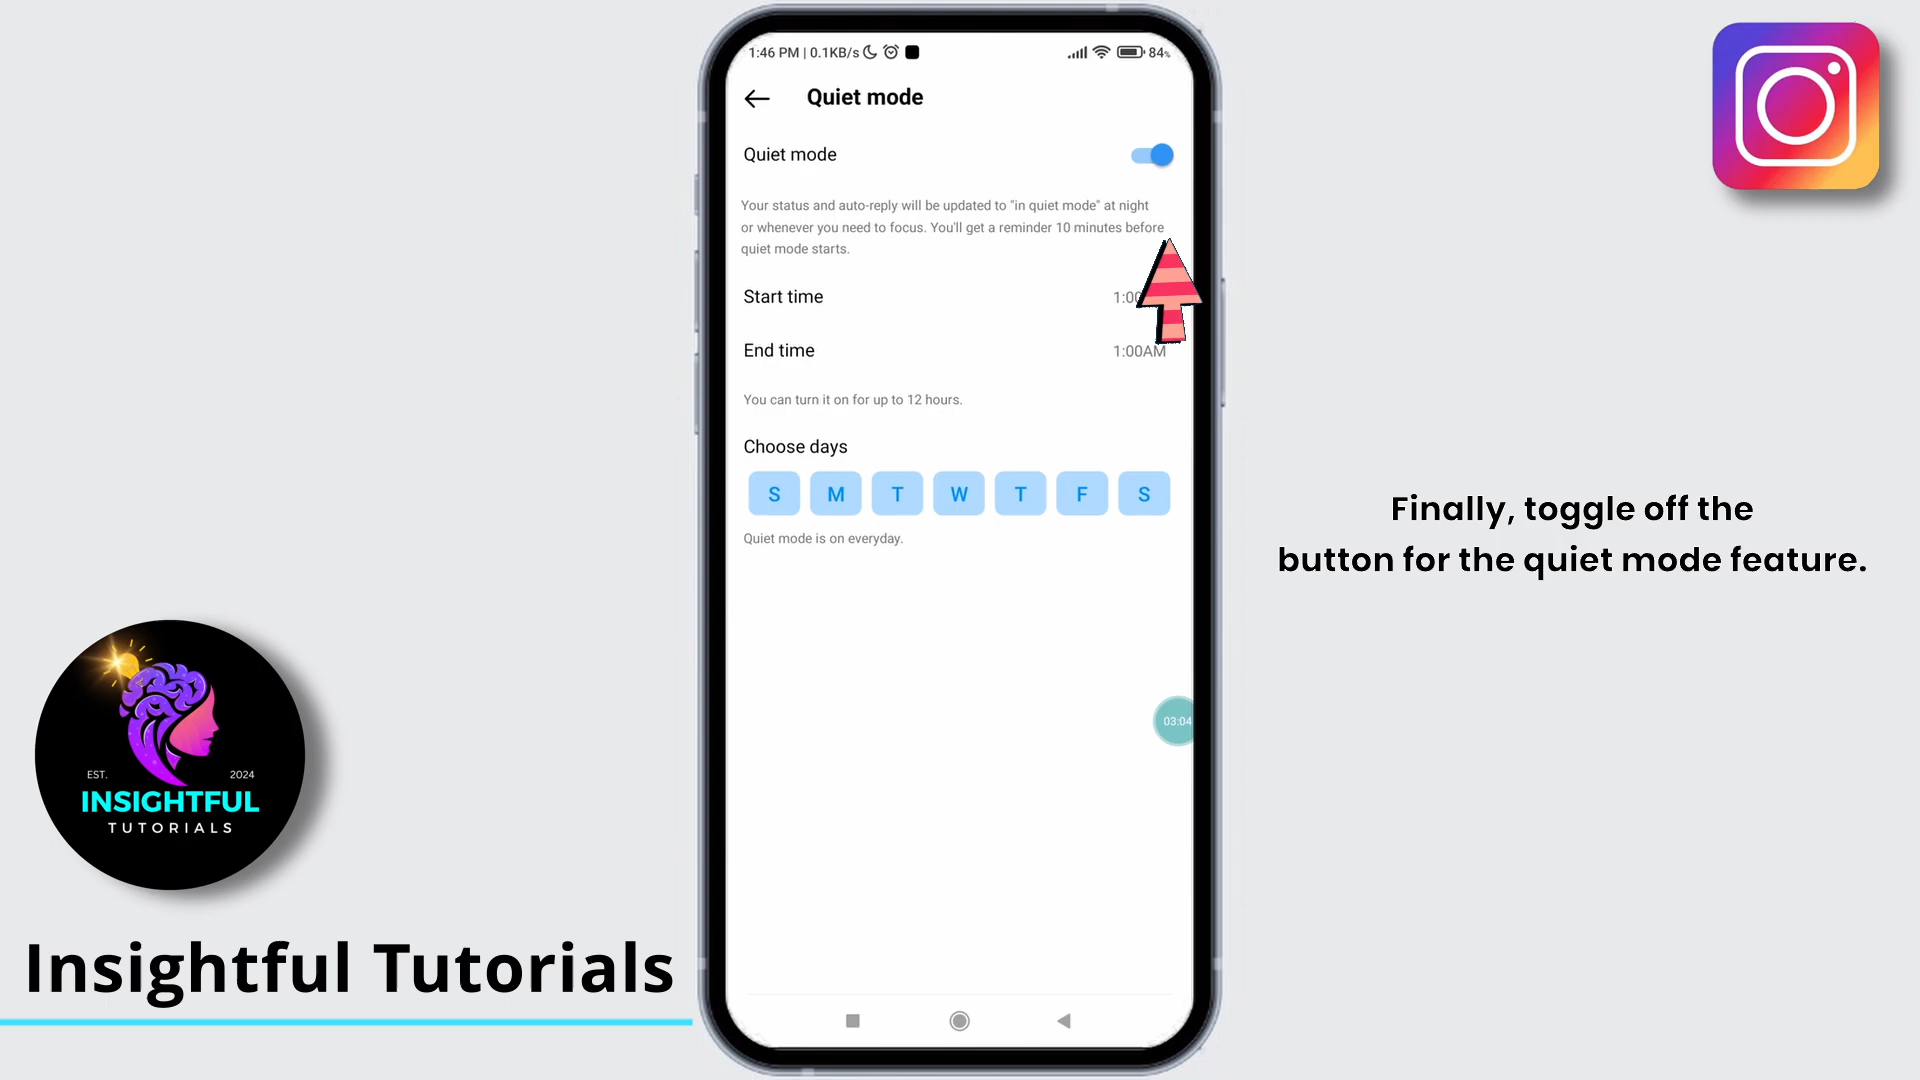 1:46 PM | 0.1KB/s
84%
Quiet mode
Quiet mode
Your status and auto-reply will be updated to "in quiet mode" at night
or whenever you need to focus. You'll get a reminder 10 minutes before
quiet mode starts.
Start time
End time
1:00AM
You can turn it on for up to 12 hours.
Choose days
S M T W T F S
Quiet mode is on everyday.
03:04
Finally, toggle off the
button for the quiet mode feature.
EST. 2024
INSIGHTFUL
TUTORIALS
Insightful Tutorials